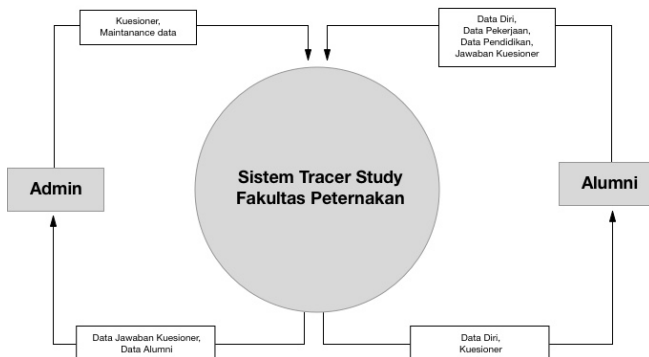 Kuesioner,
Maintanance data
Data Diri,
Data Pekerjaan,
Data Pendidikan,
Jawaban Kuesioner
Admin
Sistem Tracer Study
Fakultas Peternakan
Alumni
Data Jawaban Kuesioner,
Data Alumni
Data Diri,
Kuesioner